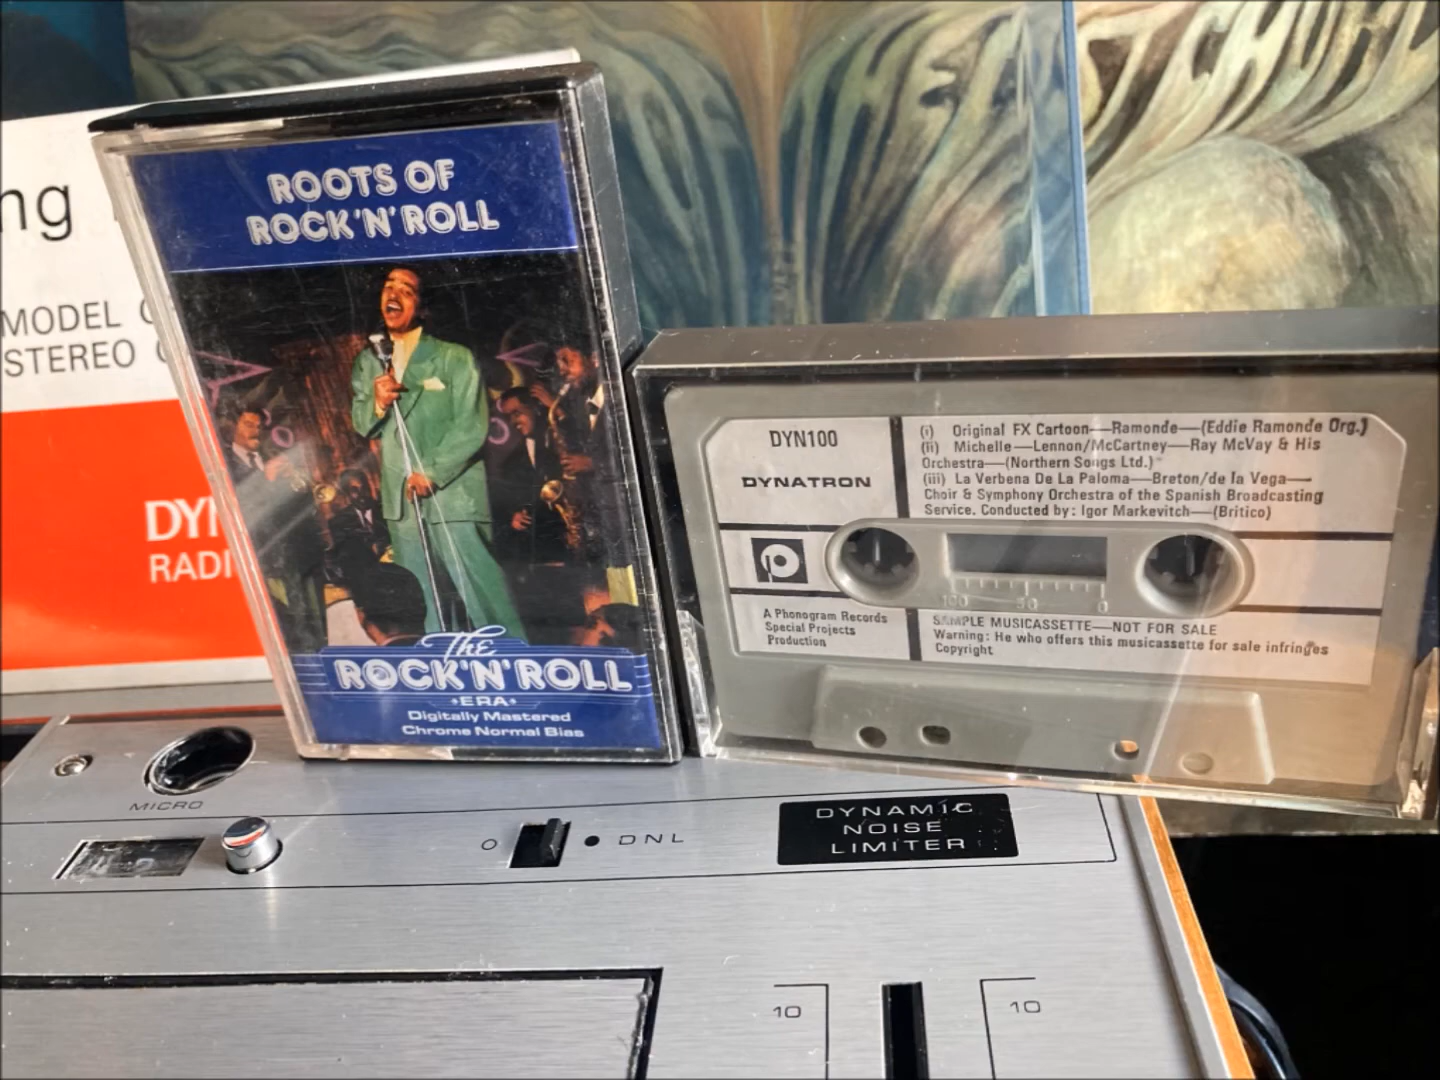 ng
MODEL
STEREO
DYN
RADI
ROOTS OF
ROCK'N'ROLL
The
ROCK'N'ROLL
·ERA·
Digitally Mastered
Chrome Normal Bias
DYN100
DYNATRON
(i) Original FX Cartoon—Ramonde—(Eddie Ramonde Org.)
(ii) Michelle—Lennon/McCartney—Ray McVay & His
Orchestra—(Northern Songs Ltd.)
(iii) La Verbena De La Paloma—Breton/de la Vega—
Choir & Symphony Orchestra of the Spanish Broadcasting
Service. Conducted by: Igor Markevitch—(Britico)
100 50 0
A Phonogram Records
Special Projects
Production
SAMPLE MUSICASSETTE—NOT FOR SALE
Warning: He who offers this musicassette for sale infringes
Copyright
MICRO
0 DNL
DYNAMIC
NOISE
LIMITER
10 10